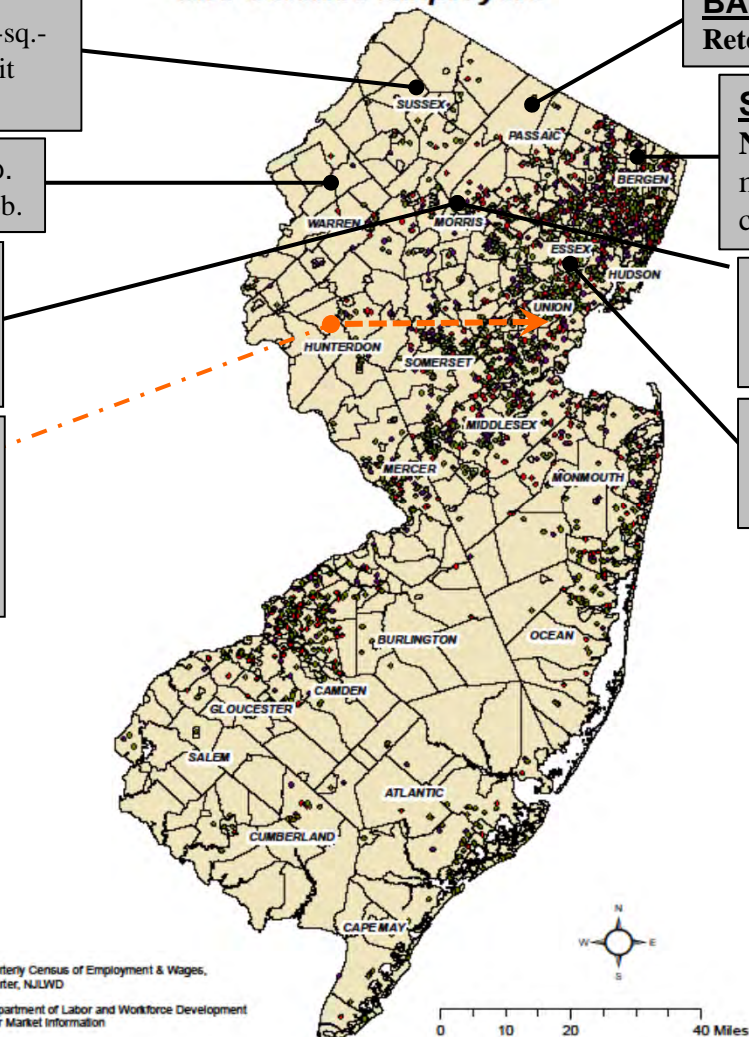 -sq.-
it
BA
Rete
S
N
m
c
b.
SUSSEX
PASSAIC
BERGEN
WARREN
MORRIS
ESSEX
HUDSON
UNION
HUNTERDON
SOMERSET
MIDDLESEX
MERCER
MONMOUTH
BURLINGTON
OCEAN
CAMDEN
GLOUCESTER
SALEM
ATLANTIC
CUMBERLAND
CAPE MAY
N
W E
S
rterly Census of Employment & Wages,
rter, NJLWD
partment of Labor and Workforce Development
r Market Information
0 10 20 40 Miles